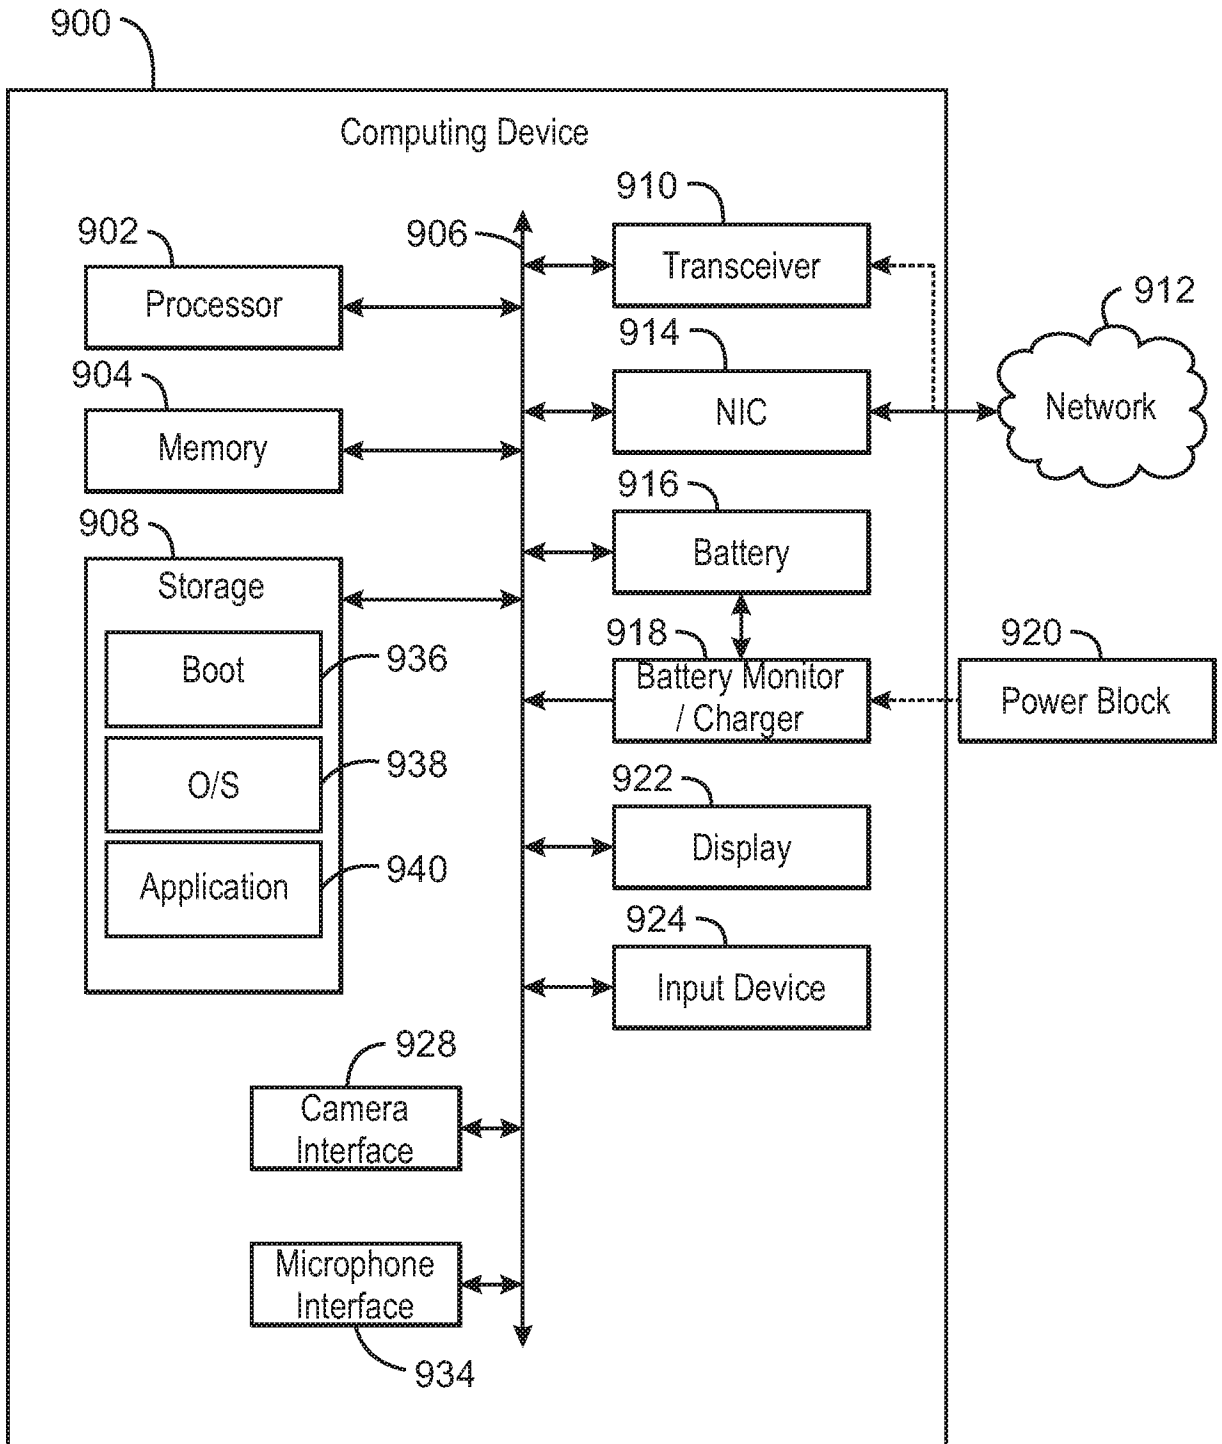 900
Computing Device
910
902
906
Transceiver
Processor
912
914
904
NIC
Network
Memory
916
908
Battery
Storage
918
920
936
Boot
Battery Monitor
/ Charger
Power Block
938
922
O/S
Display
940
Application
924
Input Device
928
Camera
Interface
Microphone
Interface
934